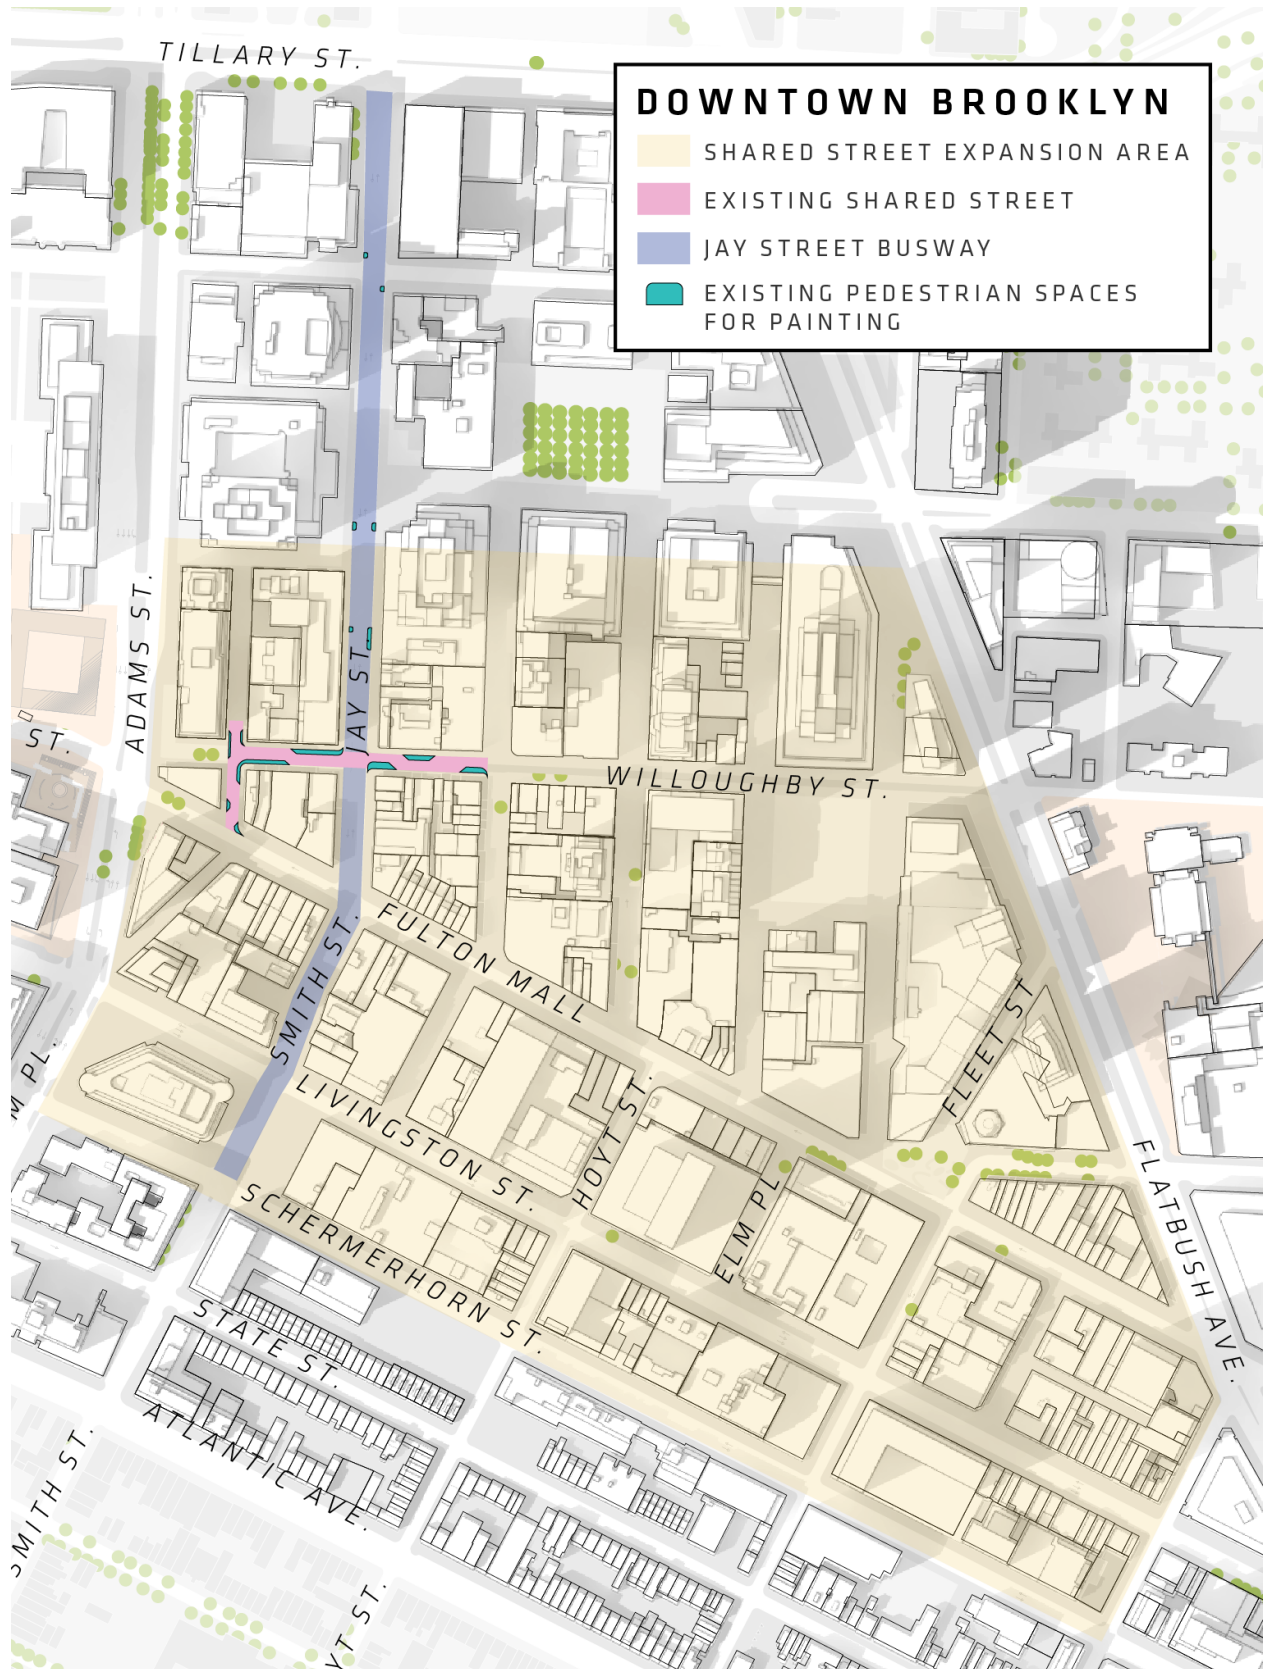 TILLARY ST.
DOWNTOWN BROOKLYN
SHARED STREET EXPANSION AREA
EXISTING SHARED STREET
JAY STREET BUSWAY
EXISTING PEDESTRIAN SPACES
FOR PAINTING
ADAMS ST.
JAY ST.
ST.
WILLOUGHBY ST.
FULTON MALL
SMITH ST.
FLEET ST
M PL.
LIVINGSTON ST.
HOYT ST.
ELM PL.
FLATBUSH AVE.
SCHERMERHORN ST.
STATE ST.
ATLANTIC AVE.
SMITH ST.
YT ST.